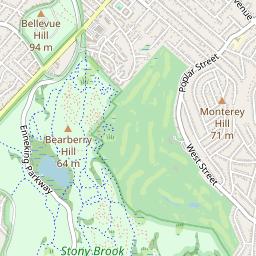 Bellevue
Hill
94 m
Poplar Street
Monterey
Hill
71 m
Bearberry
Hill
64 m
West Street
Enneking Parkway
Stony Brook